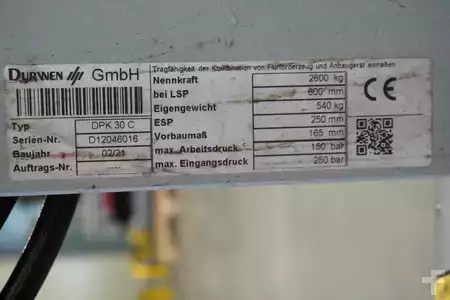 DURWEN GmbH
Typ DPK 30 C
Serien-Nr. D12046016
Baujahr 02/21
Auftrags-Nr.
Tragfähigkeit der Kombination von Flurförderzeug und Anbaugerät einhalten
Nennkraft 2600 kg
bei LSP 600 mm
Eigengewicht 540 kg
ESP 250 mm
Vorbaumaß 165 mm
max. Arbeitsdruck 150 bar
max. Eingangsdruck 250 bar
CE